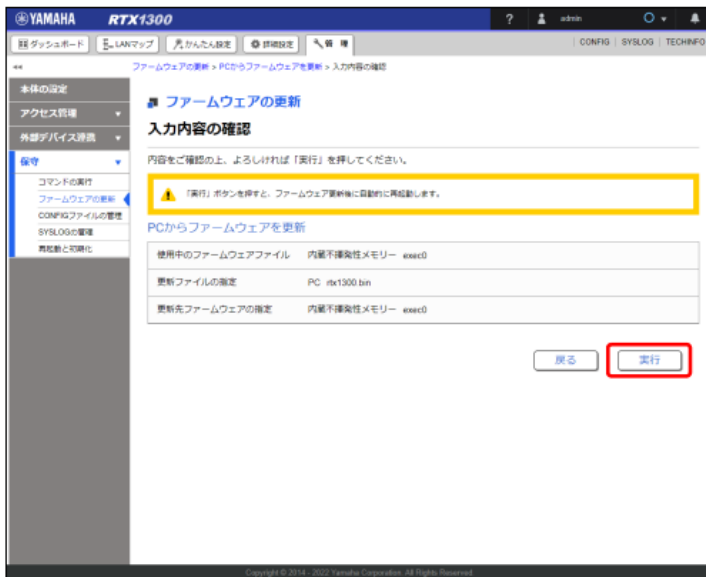 YAMAHA RTX1300 ? admin
ダッシュボード LANマップ かんたん設定 詳細設定 管理 CONFIG SYSLOG TECHINFO
<< ファームウェアの更新 > PCからファームウェアを更新 > 入力内容の確認
本体の設定
アクセス管理
外部デバイス連携
保守
コマンドの実行
ファームウェアの更新
CONFIGファイルの管理
SYSLOGの管理
再起動と初期化
ファームウェアの更新
入力内容の確認
内容をご確認の上、よろしければ「実行」を押してください。
「実行」ボタンを押すと、ファームウェア更新後に自動的に再起動します。
PCからファームウェアを更新
使用中のファームウェアファイル 内蔵不揮発性メモリー exec0
更新ファイルの指定 PC rtx1300.bin
更新先ファームウェアの指定 内蔵不揮発性メモリー exec0
戻る 実行
Copyright © 2014 - 2022 Yamaha Corporation. All Rights Reserved.